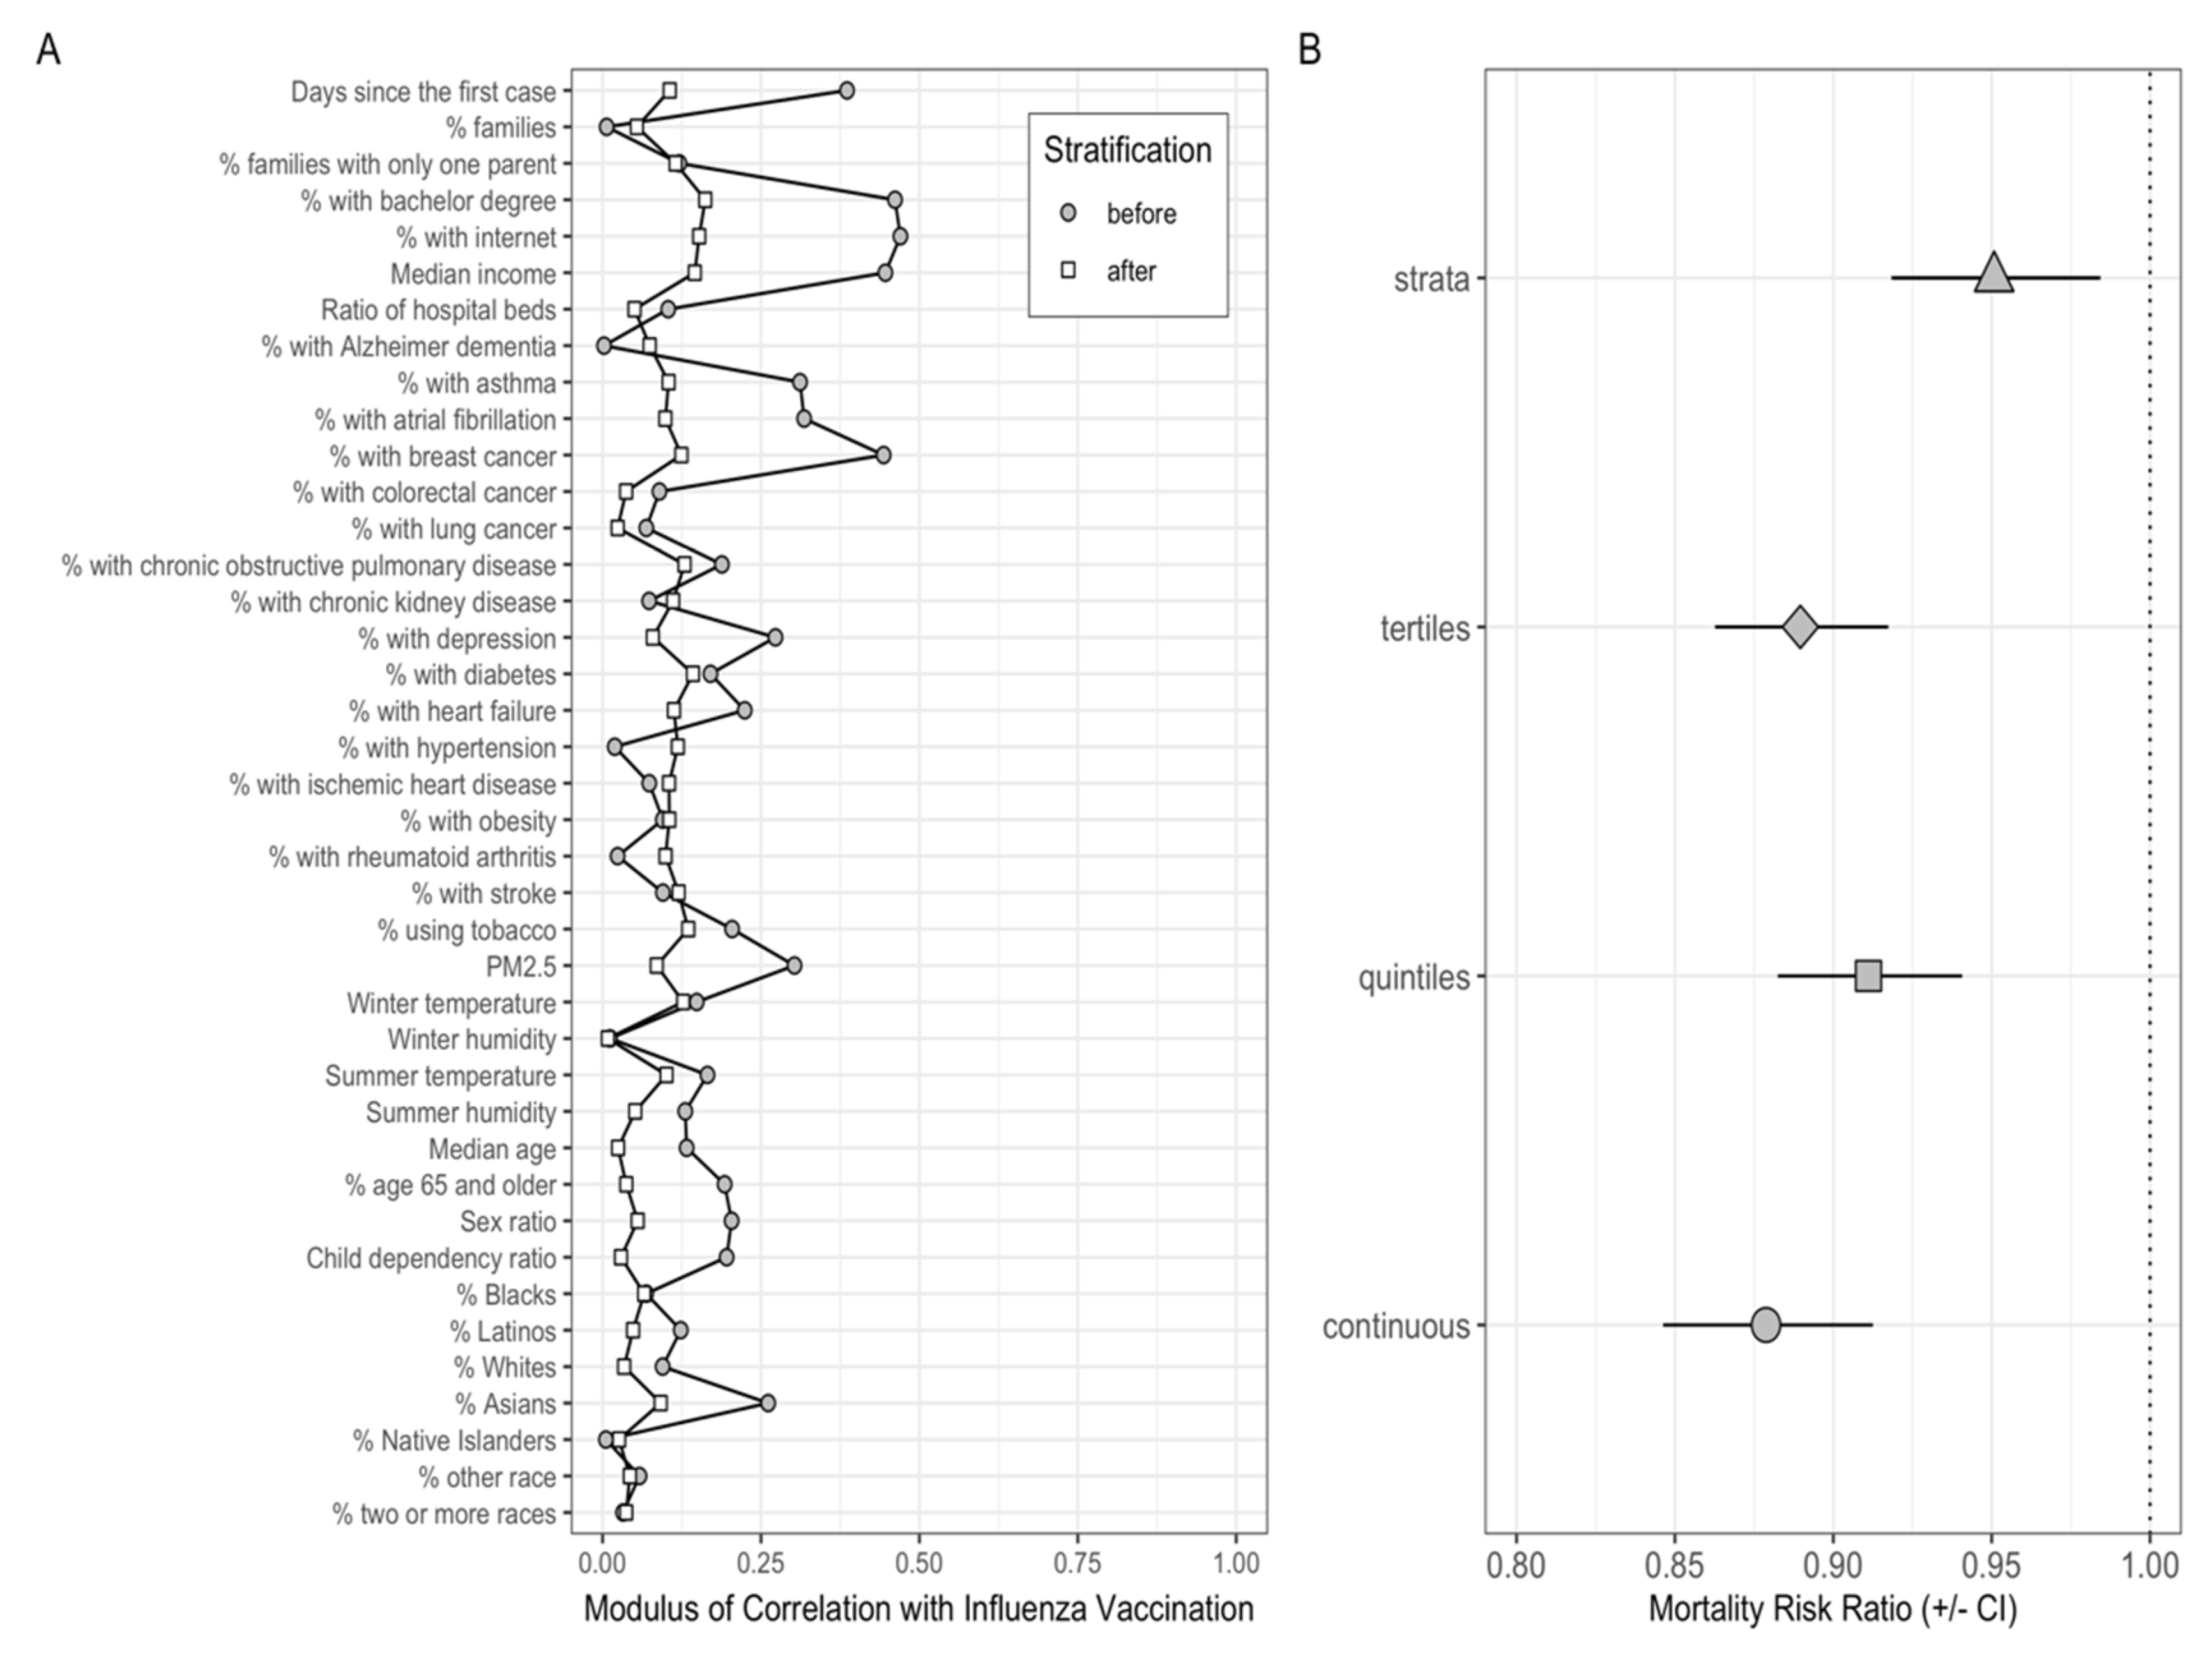 A
Days since the first case
% families
% families with only one parent
% with bachelor degree
% with internet
Median income
Ratio of hospital beds
% with Alzheimer dementia
% with asthma
% with atrial fibrillation
% with breast cancer
% with colorectal cancer
% with lung cancer
% with chronic obstructive pulmonary disease
% with chronic kidney disease
% with depression
% with diabetes
% with heart failure
% with hypertension
% with ischemic heart disease
% with obesity
% with rheumatoid arthritis
% with stroke
% using tobacco
PM2.5
Winter temperature
Winter humidity
Summer temperature
Summer humidity
Median age
% age 65 and older
Sex ratio
Child dependency ratio
% Blacks
% Latinos
% Whites
% Asians
% Native Islanders
% other race
% two or more races
Stratification
before
after
0.00 0.25 0.50 0.75 1.00
Modulus of Correlation with Influenza Vaccination
B
strata
tertiles
quintiles
continuous
0.80 0.85 0.90 0.95 1.00
Mortality Risk Ratio (+/- CI)